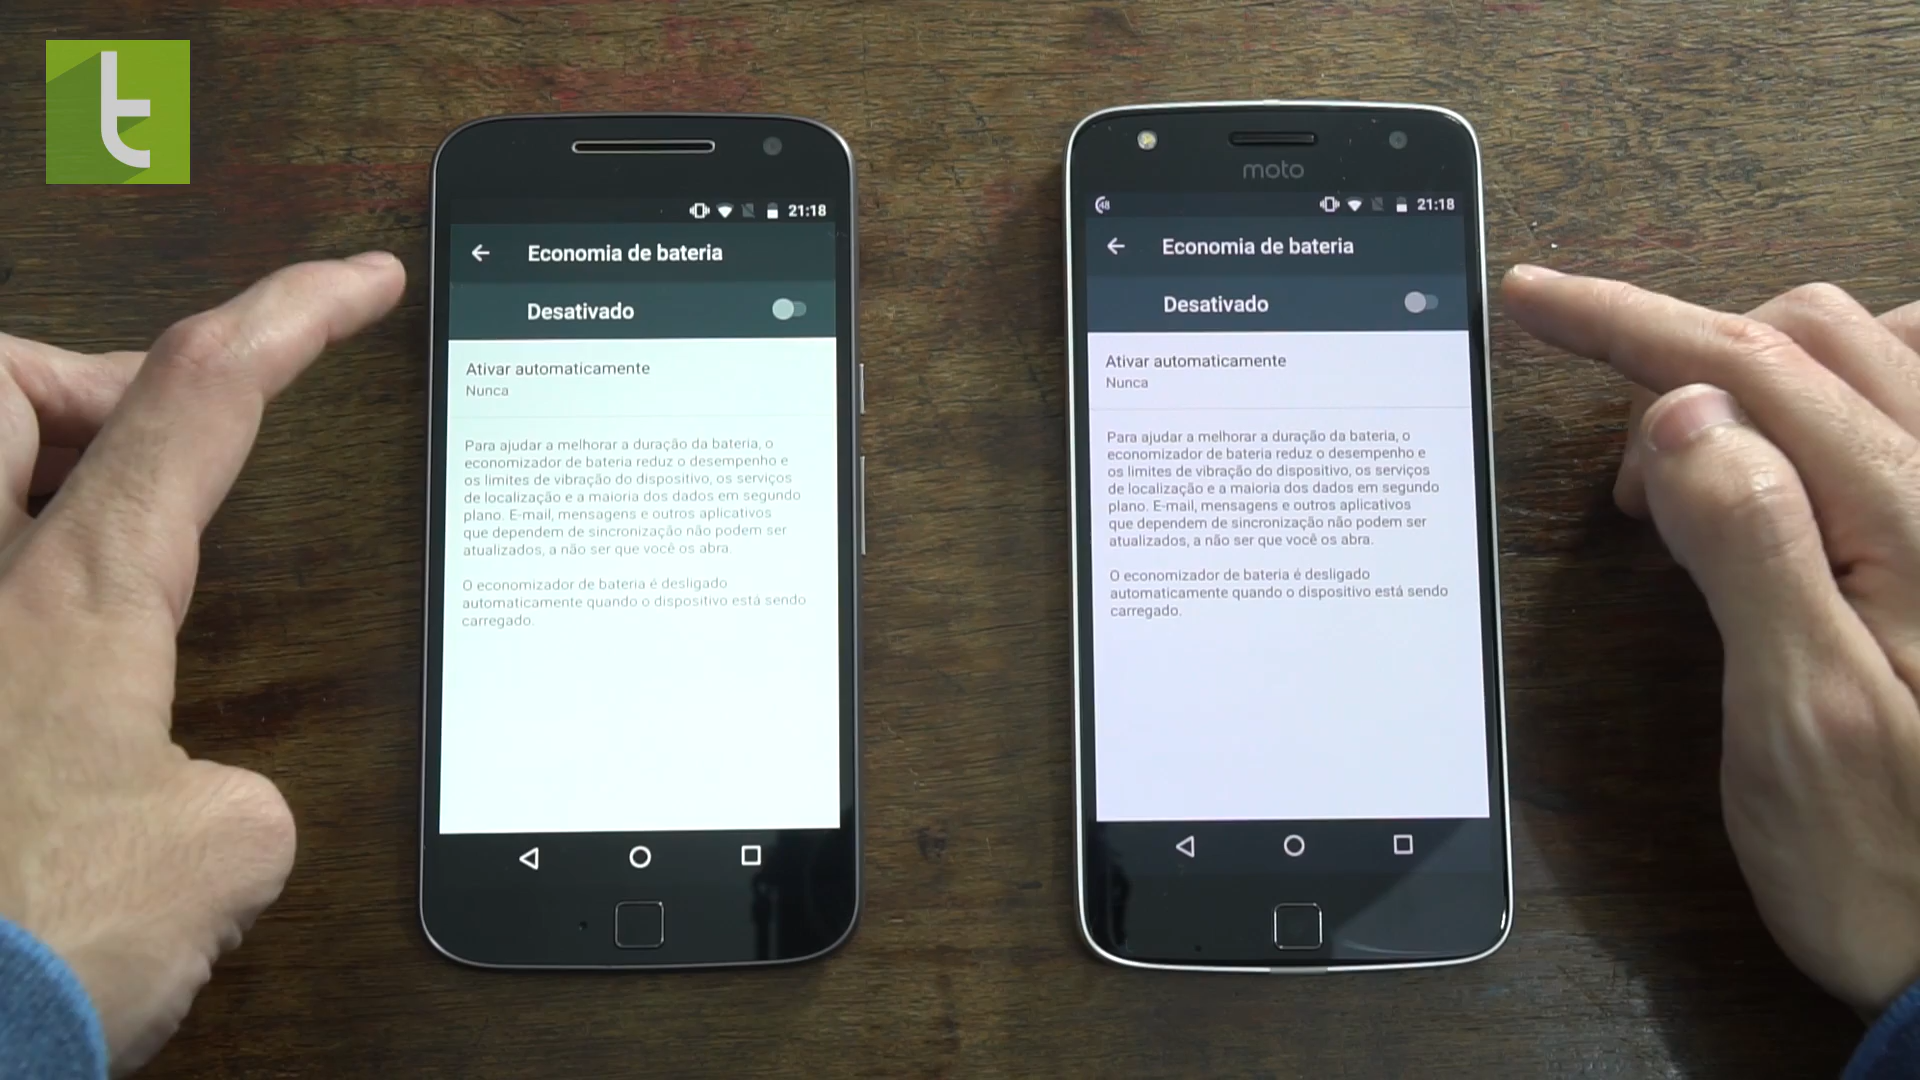 t
21:18
Economia de bateria
Desativado
Ativar automaticamente
Nunca
Para ajudar a melhorar a duração da bateria, o
economizador de bateria reduz o desempenho e
os limites de vibração do dispositivo, os serviços
de localização e a maioria dos dados em segundo
plano. E-mail, mensagens e outros aplicativos
que dependem de sincronização não podem ser
atualizados, a não ser que você os abra.
O economizador de bateria é desligado
automaticamente quando o dispositivo está sendo
carregado.
moto
48 21:18
Economia de bateria
Desativado
Ativar automaticamente
Nunca
Para ajudar a melhorar a duração da bateria, o
economizador de bateria reduz o desempenho e
os limites de vibração do dispositivo, os serviços
de localização e a maioria dos dados em segundo
plano. E-mail, mensagens e outros aplicativos
que dependem de sincronização não podem ser
atualizados, a não ser que você os abra.
O economizador de bateria é desligado
automaticamente quando o dispositivo está sendo
carregado.